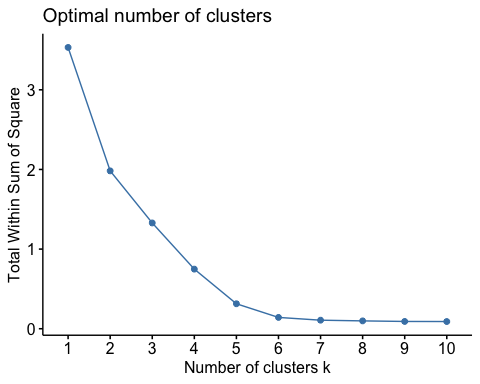 Optimal number of clusters
Total Within Sum of Square
3
2
1
0
1 2 3 4 5 6 7 8 9 10
Number of clusters k